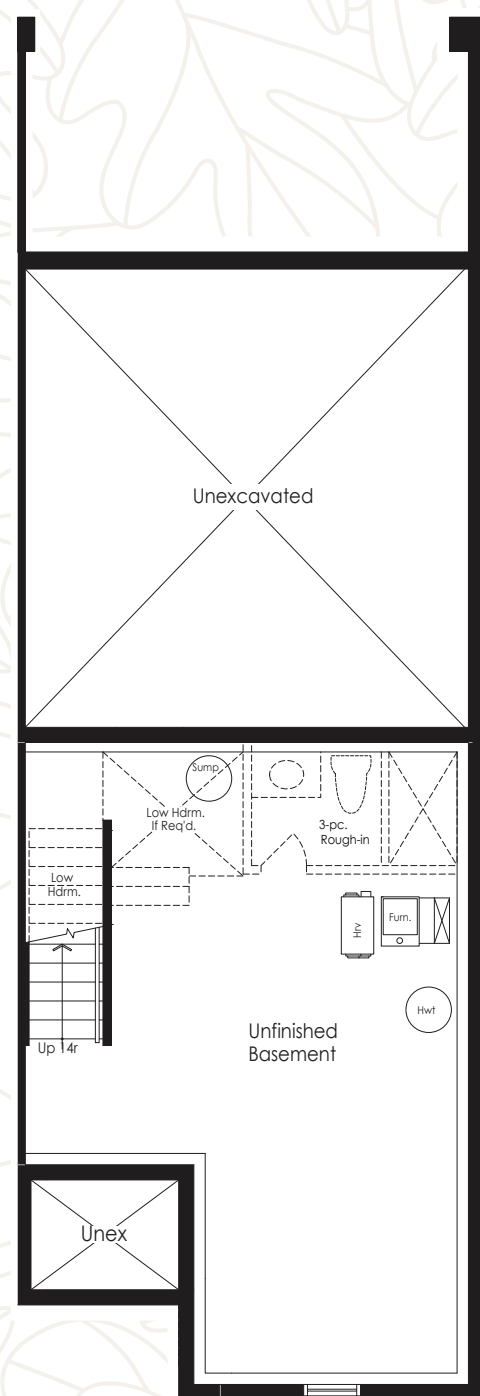 Unexcavated
Sump
Low Hdrm.
If Req'd.
3-pc.
Rough-in
Low
Hdrm.
Hrv
Furn.
Hwt
Unfinished
Basement
Up 14r
Unex